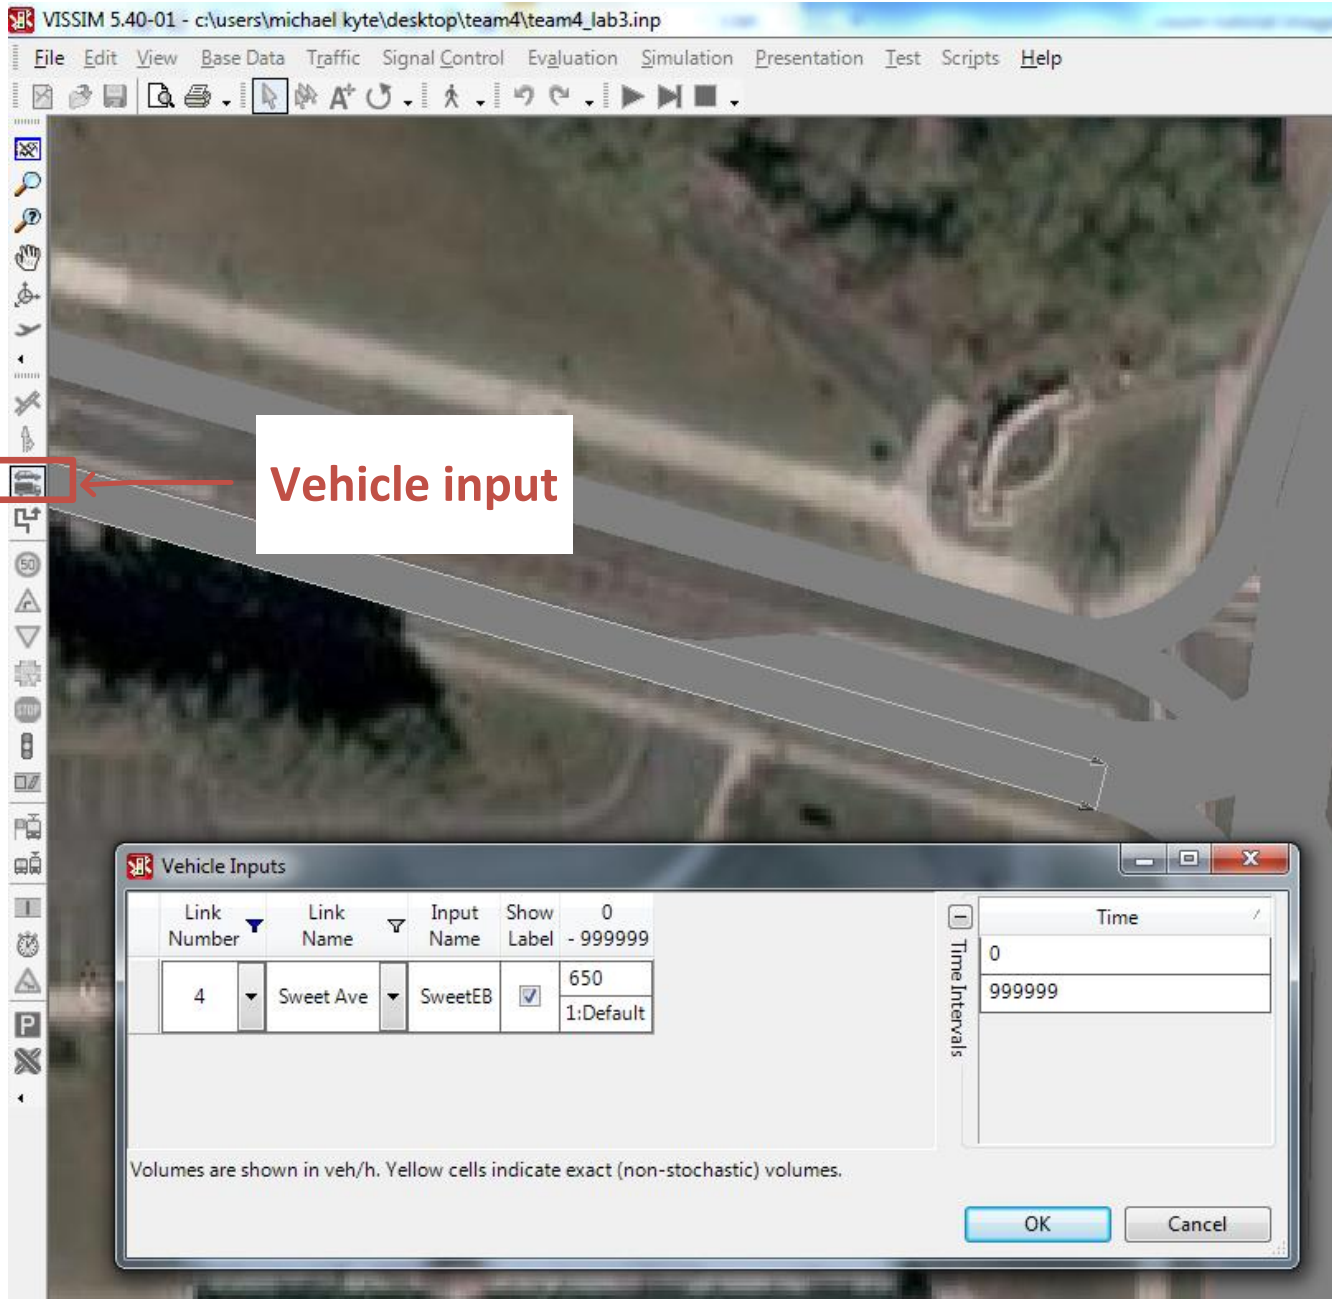 VISSIM 5.40-01 - c:\users\michael kyte\desktop\team4\team4_lab3.inp
File Edit View Base Data Traffic Signal Control Evaluation Simulation Presentation Test Scripts Help
Vehicle input
50
STOP
P
Vehicle Inputs
Link Number Link Name Input Name Show Label 0 - 999999
4 Sweet Ave SweetEB 650
1:Default
Time Intervals
Time
0
999999
Volumes are shown in veh/h. Yellow cells indicate exact (non-stochastic) volumes.
OK Cancel